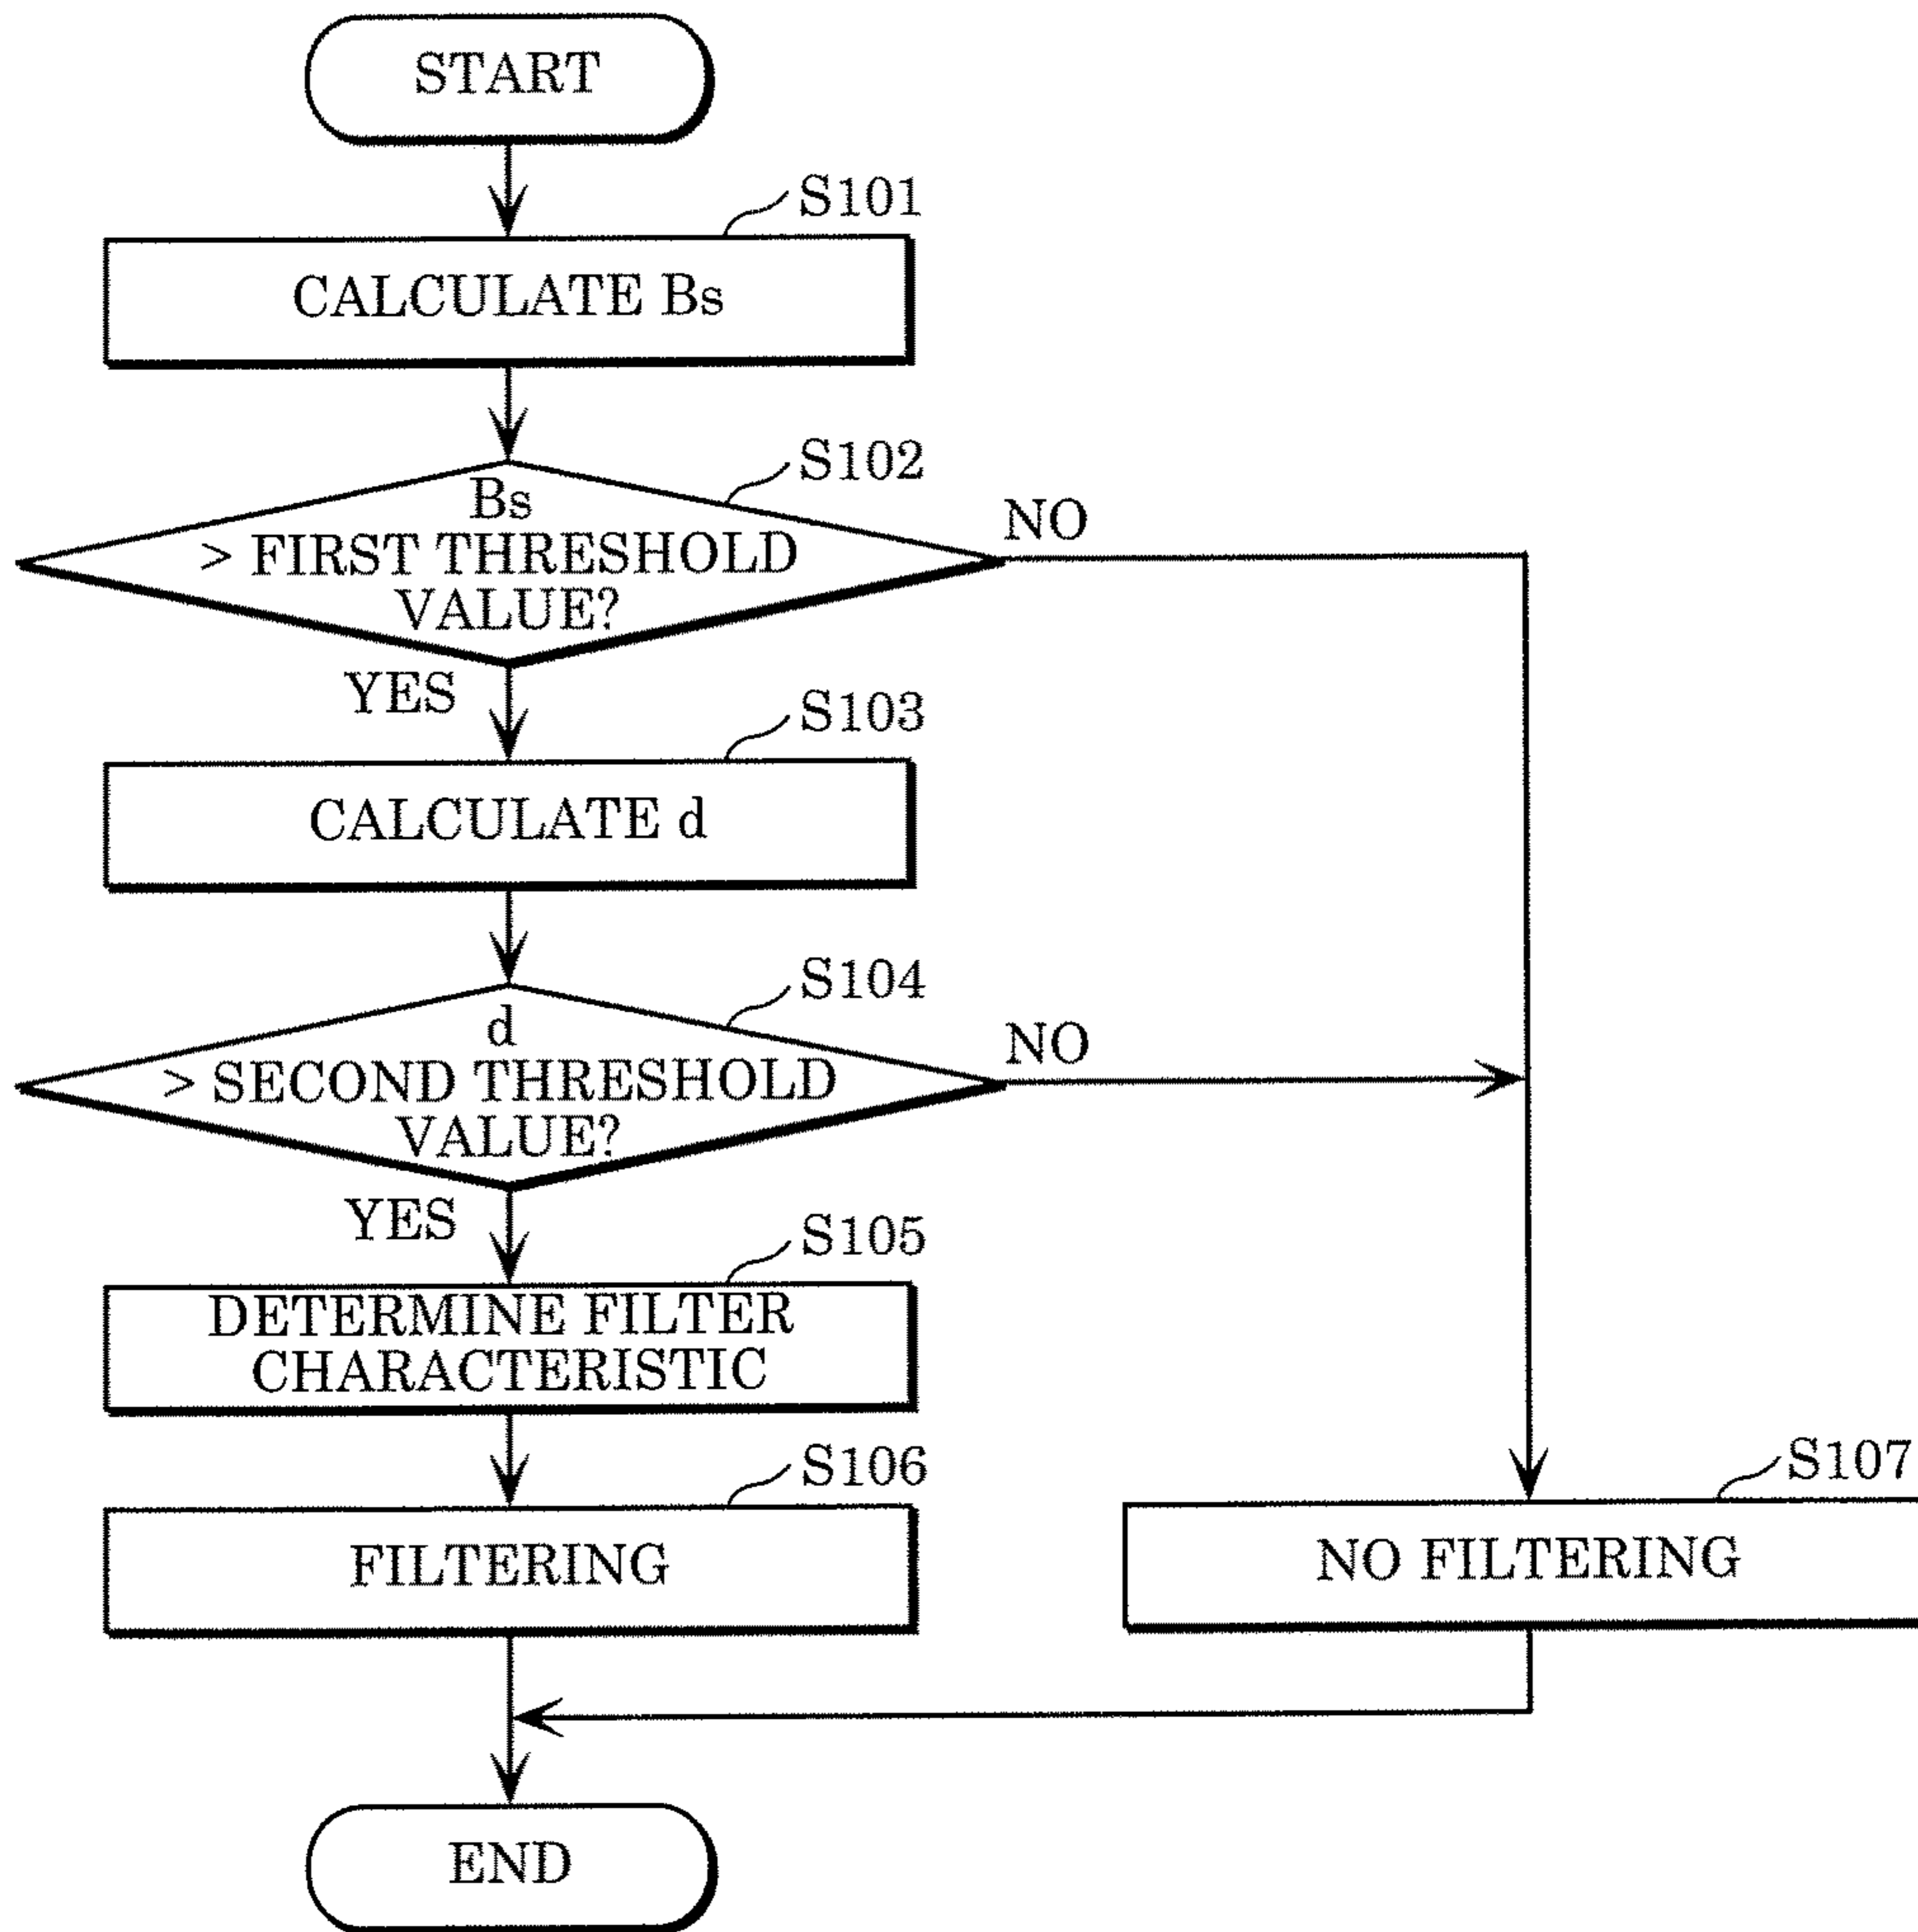 START
S101
CALCULATE Bs
S102
Bs
> FIRST THRESHOLD
VALUE?
NO
YES
S103
CALCULATE d
S104
d
> SECOND THRESHOLD
VALUE?
NO
YES
S105
DETERMINE FILTER
CHARACTERISTIC
S106
FILTERING
S107
NO FILTERING
END